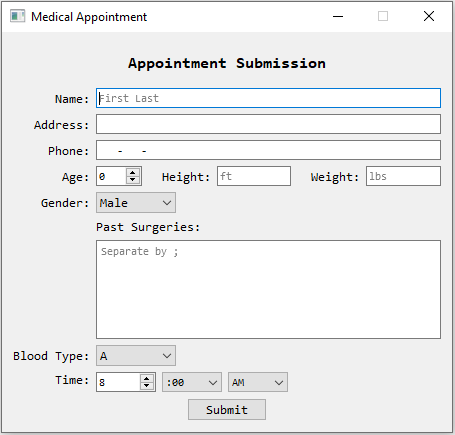 Medical Appointment
Appointment Submission
Name: First Last
Address:
Phone: - -
Age: 0 Height: ft Weight: lbs
Gender: Male
Past Surgeries:
Separate by ;
Blood Type: A
Time: 8 :00 AM
Submit